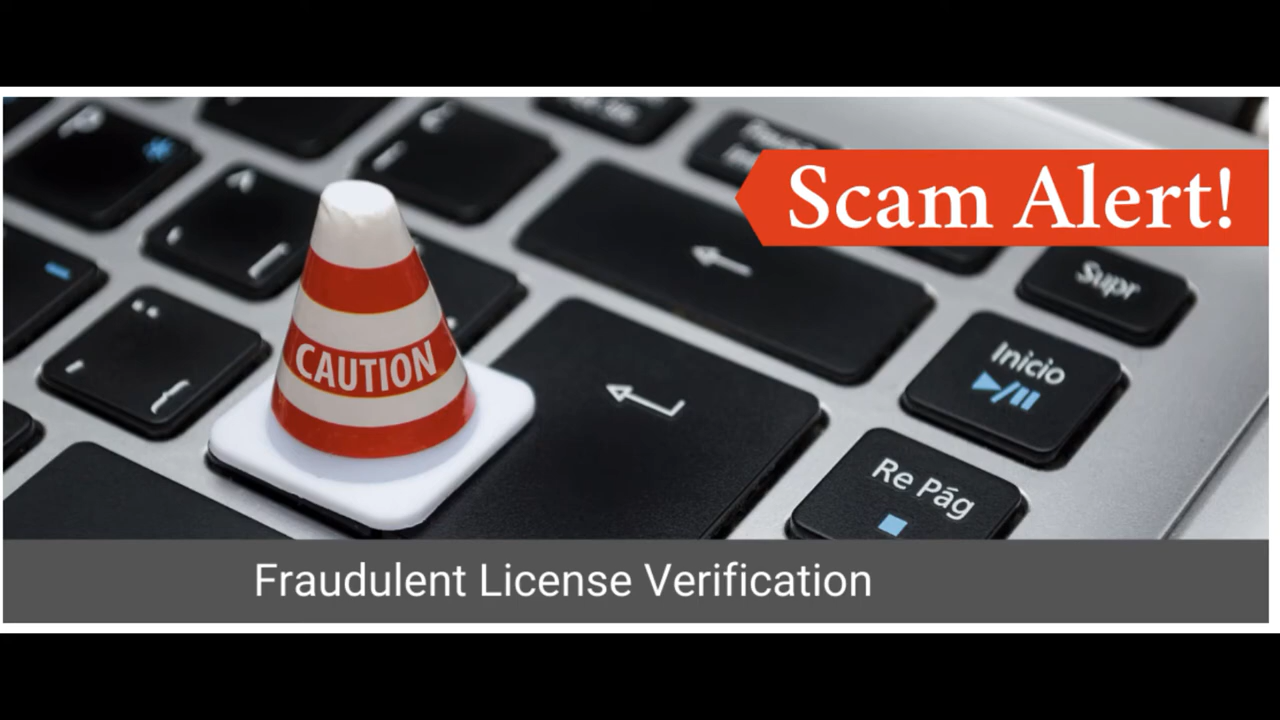 Scam Alert!
CAUTION
Supr
Inicio
Re Pág
Fraudulent License Verification